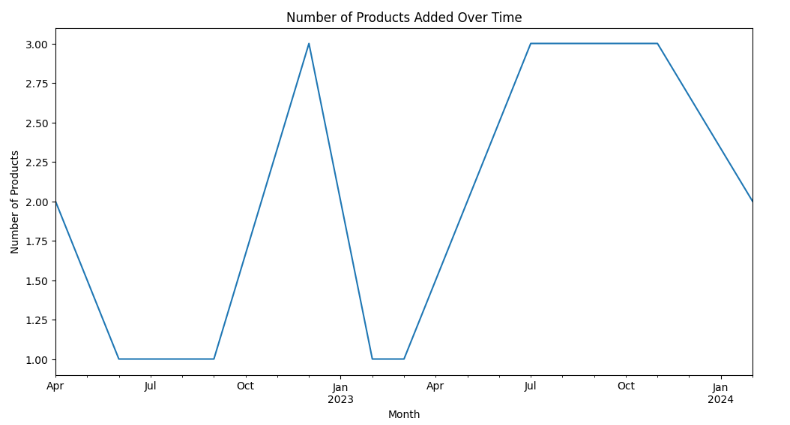 Number of Products Added Over Time
Number of Products
3.00
2.75
2.50
2.25
2.00
1.75
1.50
1.25
1.00
Apr Jul Oct Jan Apr Jul Oct Jan
2023 2024
Month